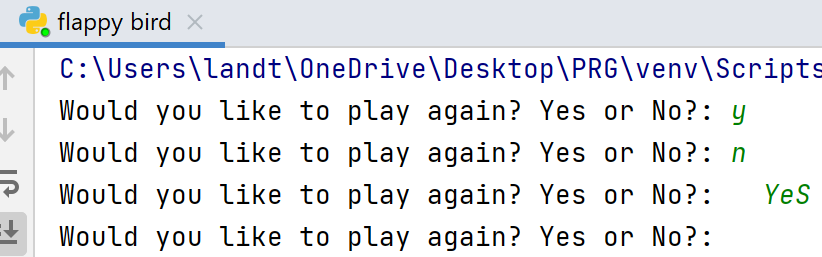 flappy bird
C:\Users\landt\OneDrive\Desktop\PRG\venv\Scripts
Would you like to play again? Yes or No?: y
Would you like to play again? Yes or No?: n
Would you like to play again? Yes or No?:   YeS
Would you like to play again? Yes or No?: